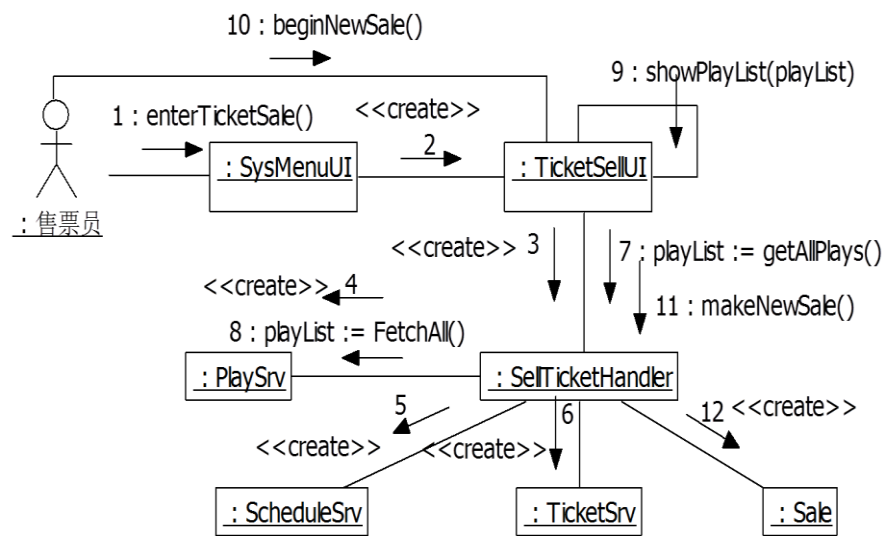 10 : beginNewSale()
9 : showPlayList(playList)
<<create>>
1 : enterTicketSale()
2
: SysMenuUI
: TicketSellUI
: 售票员
<<create>> 3
7 : playList := getAllPlays()
<<create>> 4
11 : makeNewSale()
8 : playList := FetchAll()
: PlaySrv
: SellTicketHandler
5
6
12 <<create>>
<<create>>
<<create>>
: ScheduleSrv
: TicketSrv
: Sale